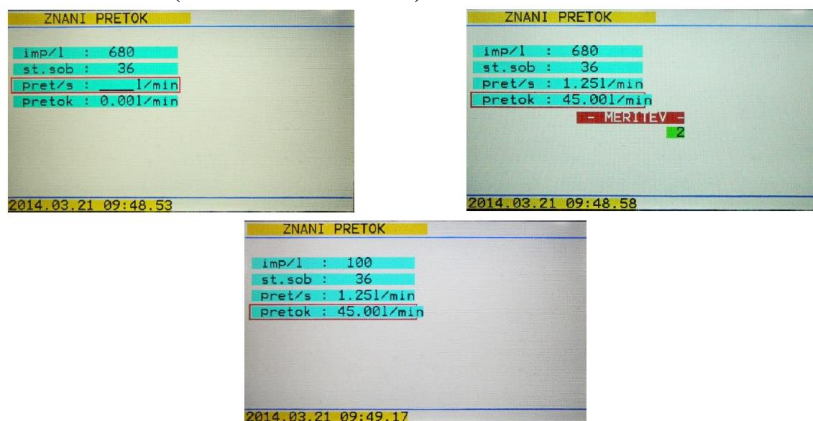 ZNANI PRETOK
imp/l : 680
st.sob : 36
pret/s : ____l/min
pretok : 0.00l/min
2014.03.21 09:48.53
ZNANI PRETOK
imp/l : 680
st.sob : 36
pret/s : 1.25l/min
pretok : 45.00l/min
- MERITEV -
2
2014.03.21 09:48.58
ZNANI PRETOK
imp/l : 100
st.sob : 36
pret/s : 1.25l/min
pretok : 45.00l/min
2014.03.21 09:49.17